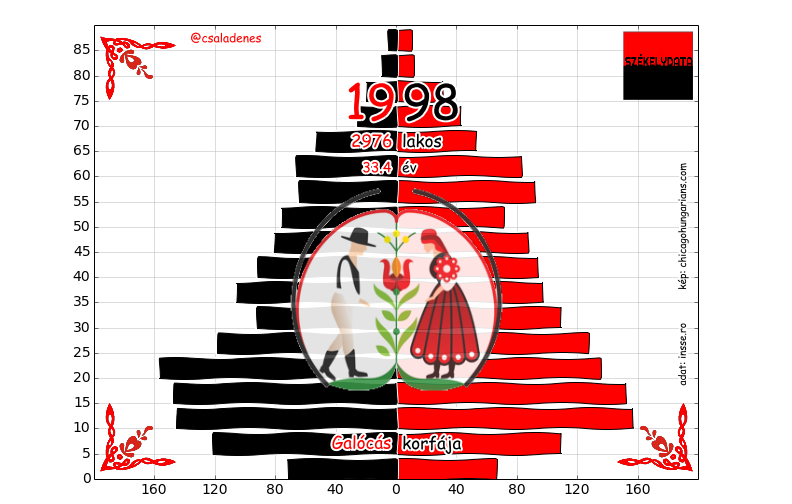 @csaladenes
SZÉKELYDATA
1998
2976 lakos
33.4 év
Galócás korfája
kép: chicagohungarians.com
adat: insse.ro
85
80
75
70
65
60
55
50
45
40
35
30
25
20
15
10
5
0
160 120 80 40 0 40 80 120 160